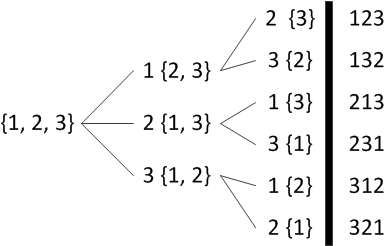 2 {3} 123
1 {2, 3}
3 {2} 132
1 {3} 213
{1, 2, 3} 2 {1, 3}
3 {1} 231
3 {1, 2}
1 {2} 312
2 {1} 321